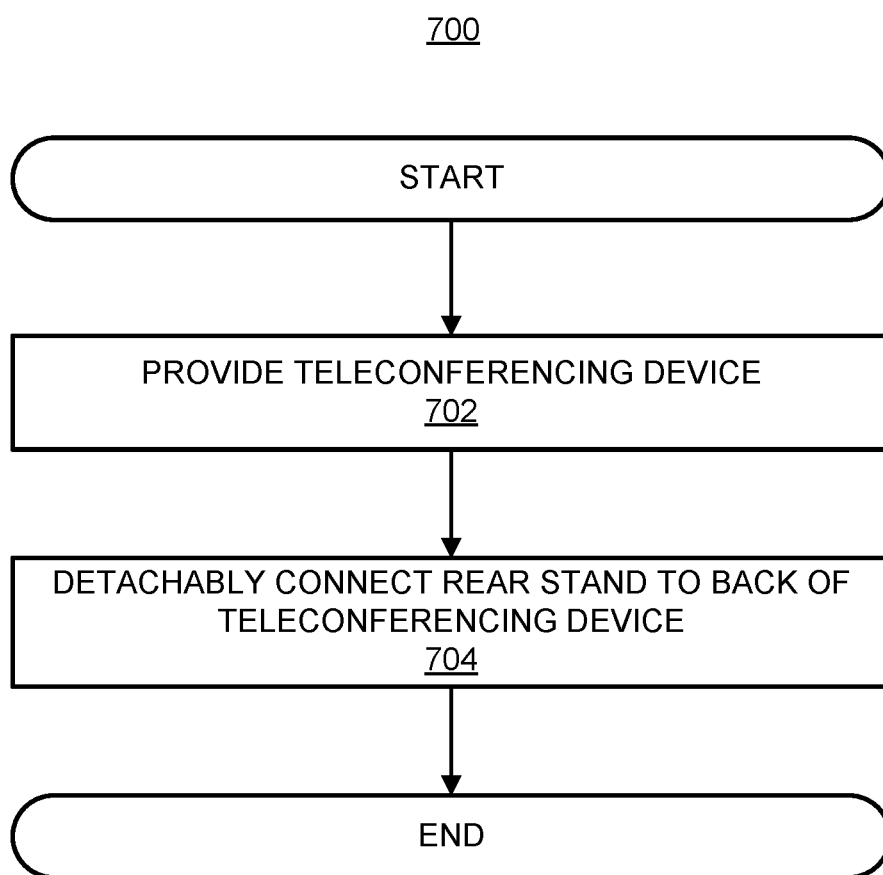 700
START
PROVIDE TELECONFERENCING DEVICE
702
DETACHABLY CONNECT REAR STAND TO BACK OF
TELECONFERENCING DEVICE
704
END